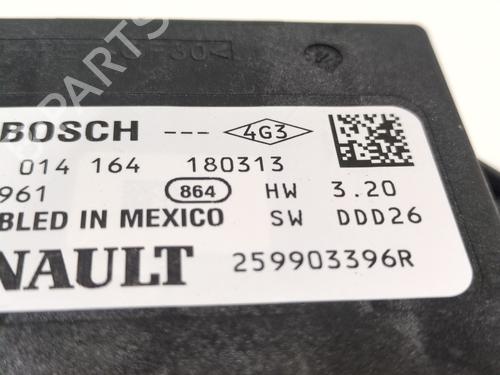 BOSCH --- 4G3
014 164 180313
961 864 HW 3.20
BLED IN MEXICO SW DDD26
NAULT 259903396R